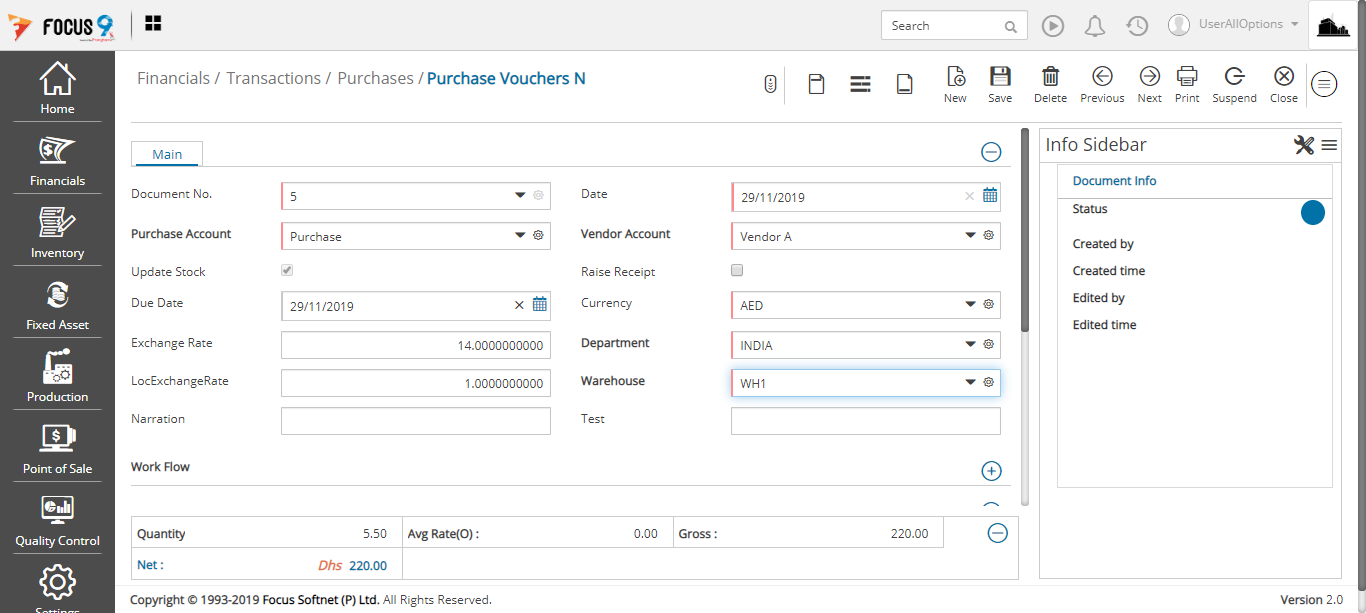 FOCUS 9
Search
UserAllOptions
Home
Financials
Inventory
Fixed Asset
Production
Point of Sale
Quality Control
Settings
Financials / Transactions / Purchases / Purchase Vouchers N
New Save Delete Previous Next Print Suspend Close
Main
Document No. 5 Date 29/11/2019
Purchase Account Purchase Vendor Account Vendor A
Update Stock Raise Receipt
Due Date 29/11/2019 Currency AED
Exchange Rate 14.0000000000 Department INDIA
LocExchangeRate 1.0000000000 Warehouse WH1
Narration Test
Work Flow
Quantity 5.50 Avg Rate(O) : 0.00 Gross : 220.00
Net : Dhs 220.00
Info Sidebar
Document Info
Status
Created by
Created time
Edited by
Edited time
Copyright © 1993-2019 Focus Softnet (P) Ltd. All Rights Reserved. Version 2.0